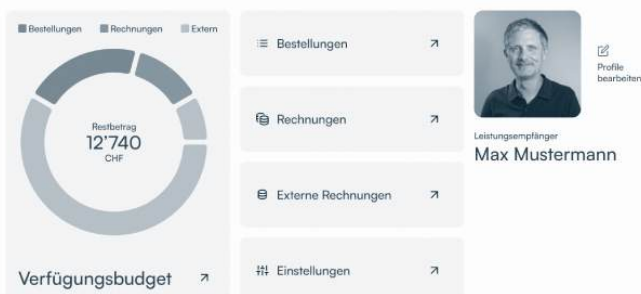 Bestellungen Rechnungen Extern
Restbetrag
12'740
CHF
Verfügungsbudget
Bestellungen
Rechnungen
Externe Rechnungen
Einstellungen
Profile
bearbeiten
Leistungsempfänger
Max Mustermann